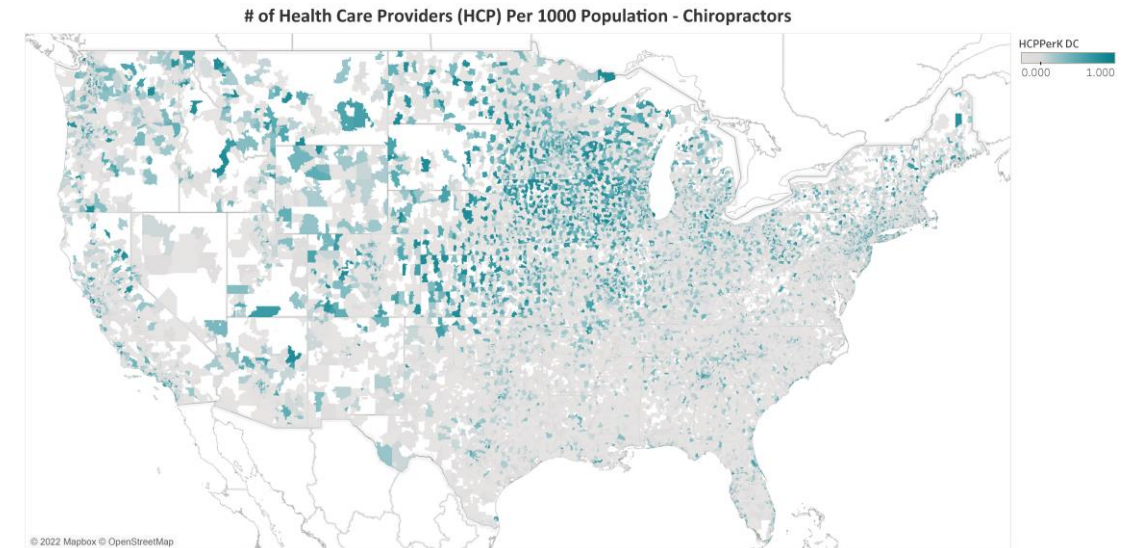 # of Health Care Providers (HCP) Per 1000 Population - Chiropractors
HCPPerK DC
0.000 1.000
© 2022 Mapbox © OpenStreetMap